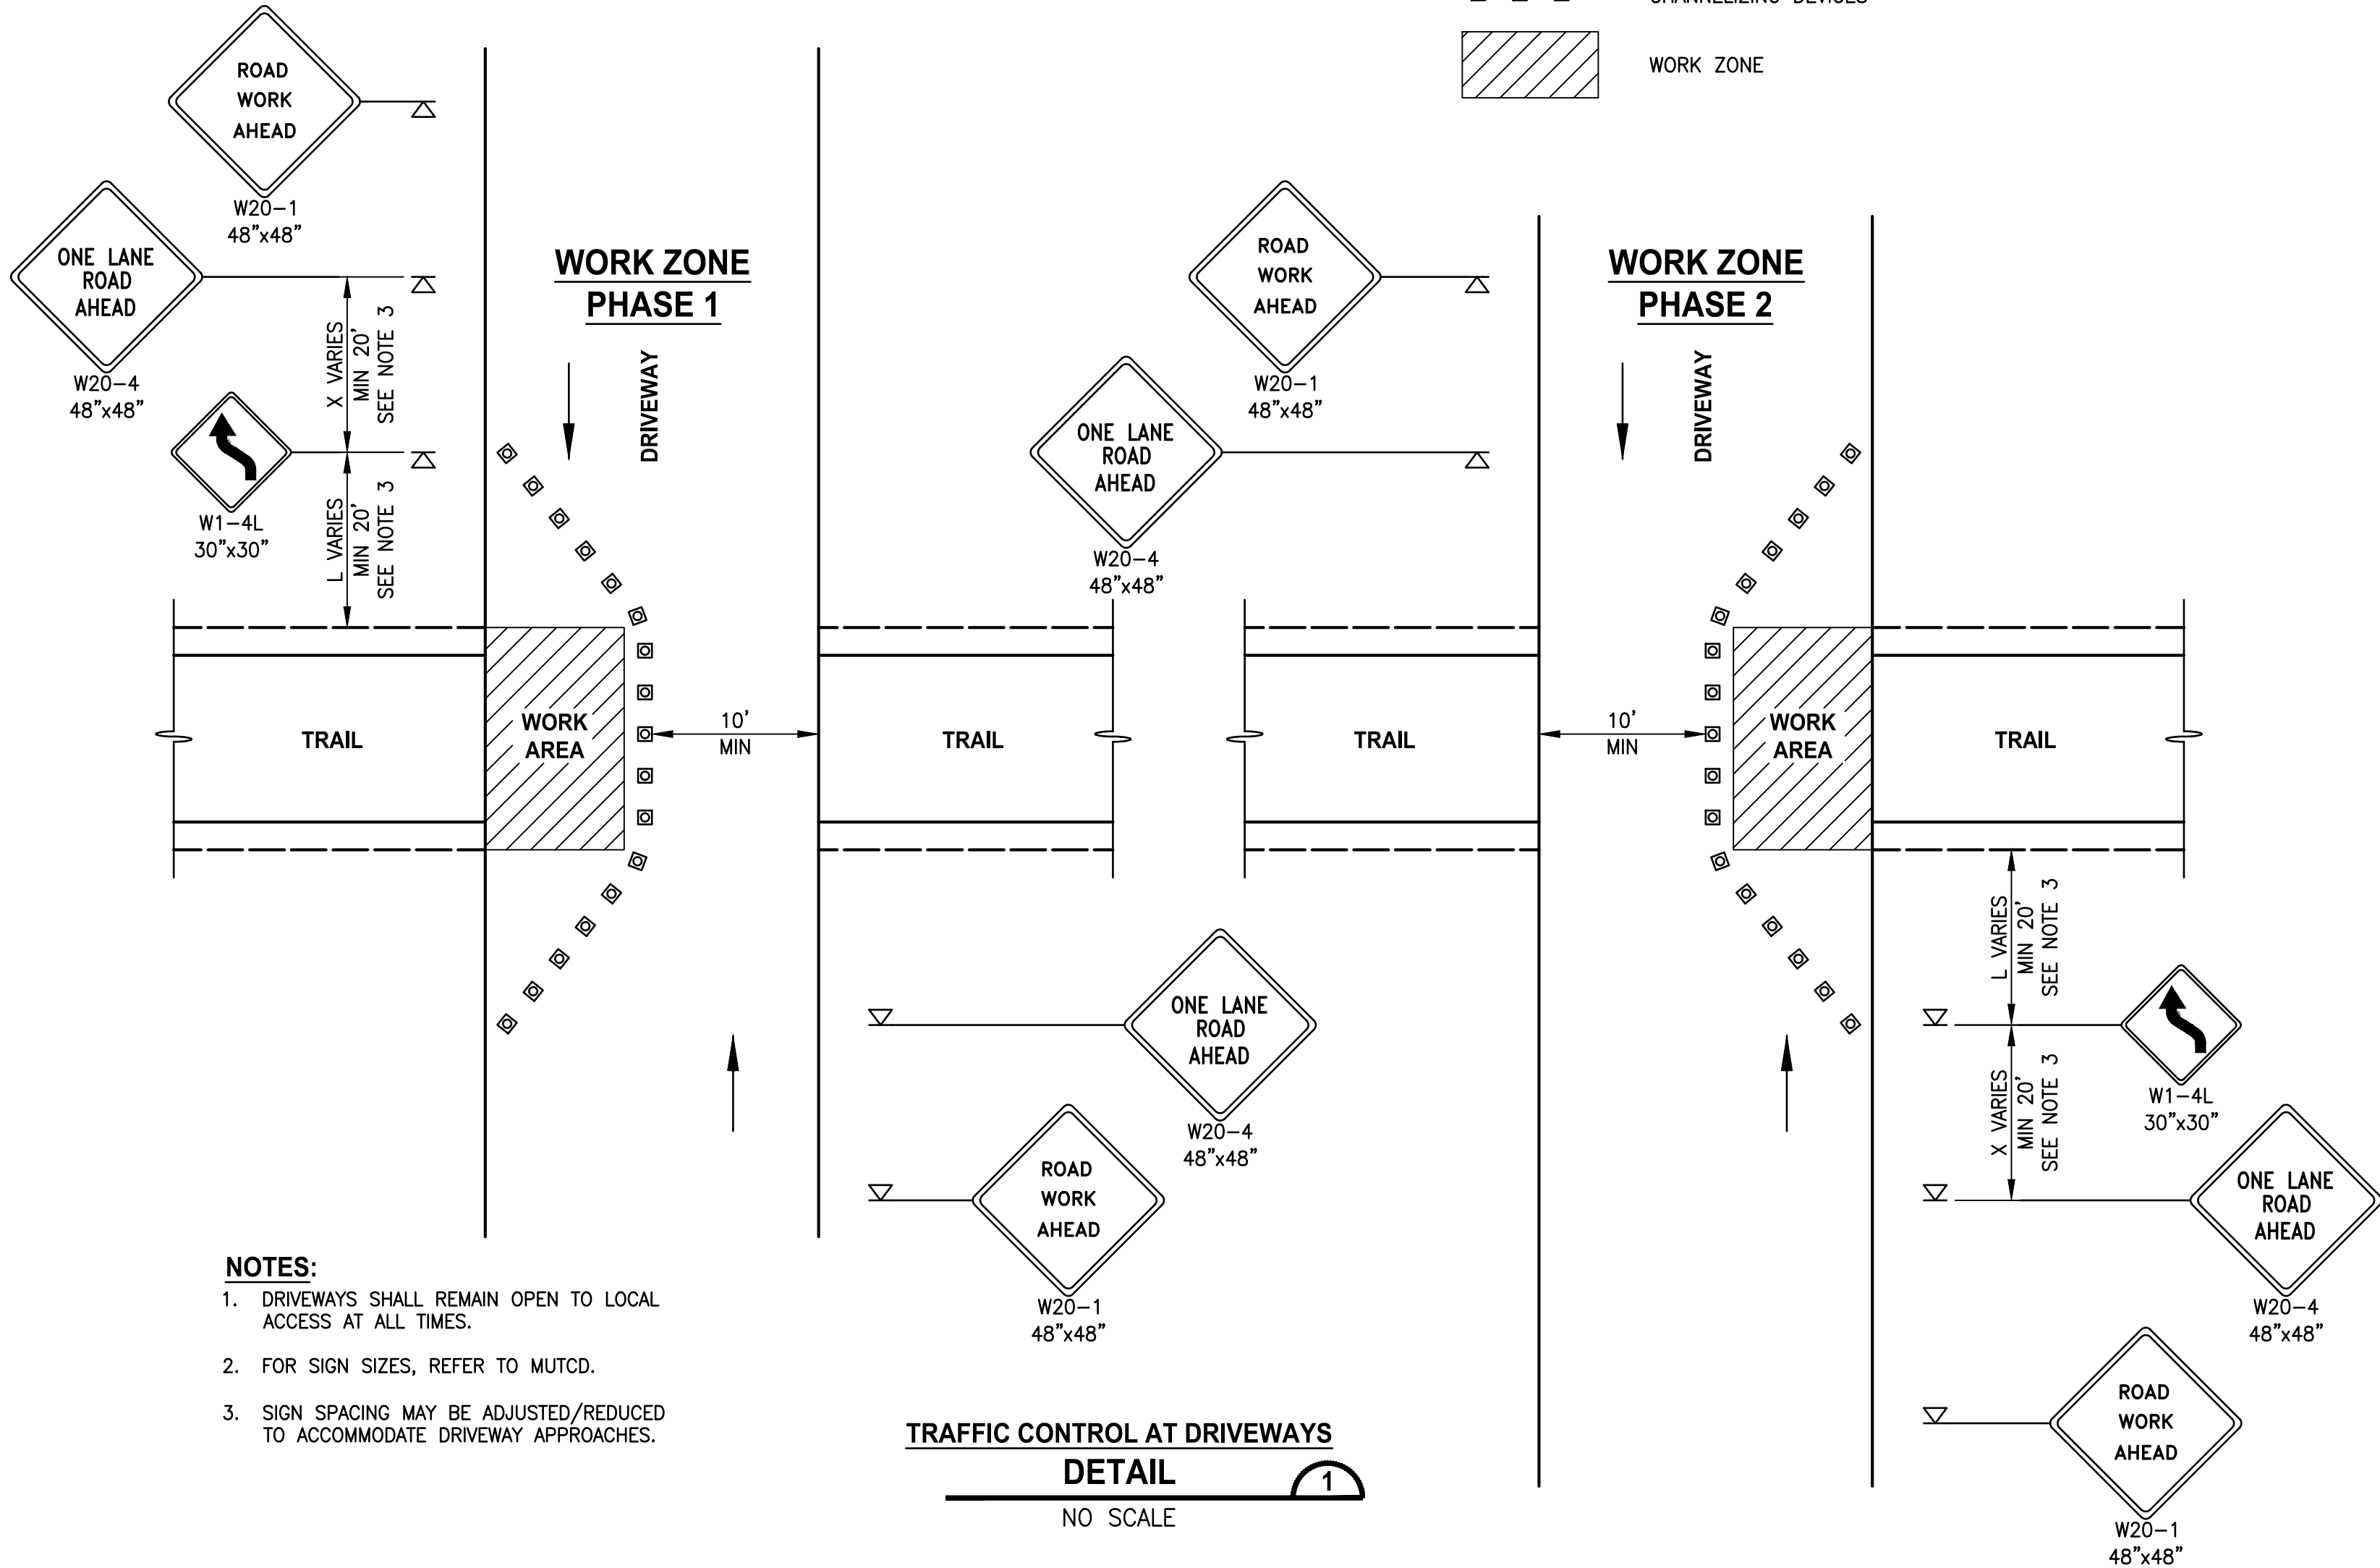 CHANNELIZING DEVICES
WORK ZONE
ROAD
WORK
AHEAD
W20-1
48"x48"
ONE LANE
ROAD
AHEAD
W20-4
48"x48"
W1-4L
30"x30"
X VARIES
MIN 20'
SEE NOTE 3
L VARIES
MIN 20'
SEE NOTE 3
WORK ZONE
PHASE 1
DRIVEWAY
TRAIL
WORK
AREA
10'
MIN
TRAIL
ONE LANE
ROAD
AHEAD
W20-4
48"x48"
ROAD
WORK
AHEAD
W20-1
48"x48"
ROAD
WORK
AHEAD
W20-1
48"x48"
ONE LANE
ROAD
AHEAD
W20-4
48"x48"
WORK ZONE
PHASE 2
DRIVEWAY
TRAIL
10'
MIN
WORK
AREA
TRAIL
L VARIES
MIN 20'
SEE NOTE 3
X VARIES
MIN 20'
SEE NOTE 3
W1-4L
30"x30"
ONE LANE
ROAD
AHEAD
W20-4
48"x48"
ROAD
WORK
AHEAD
W20-1
48"x48"
NOTES:
1. DRIVEWAYS SHALL REMAIN OPEN TO LOCAL
ACCESS AT ALL TIMES.
2. FOR SIGN SIZES, REFER TO MUTCD.
3. SIGN SPACING MAY BE ADJUSTED/REDUCED
TO ACCOMMODATE DRIVEWAY APPROACHES.
TRAFFIC CONTROL AT DRIVEWAYS
DETAIL 1
NO SCALE